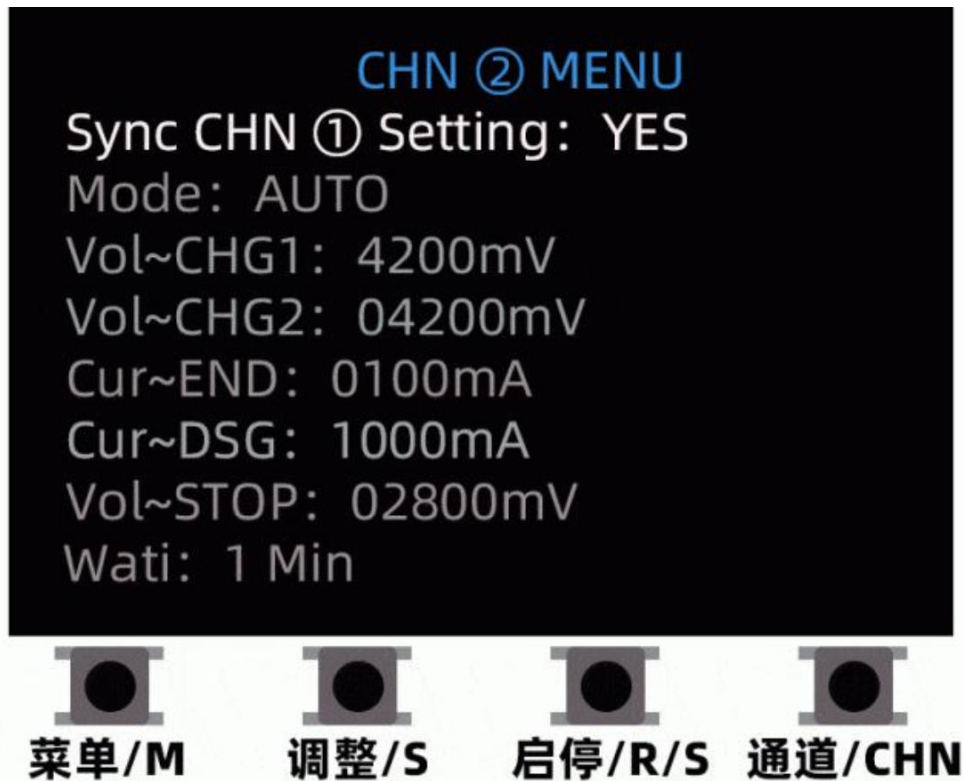 CHN ② MENU
Sync CHN ① Setting：YES
Mode：AUTO
Vol~CHG1：4200mV
Vol~CHG2：04200mV
Cur~END：0100mA
Cur~DSG：1000mA
Vol~STOP：02800mV
Wati：1 Min
菜单/M 调整/S 启停/R/S 通道/CHN